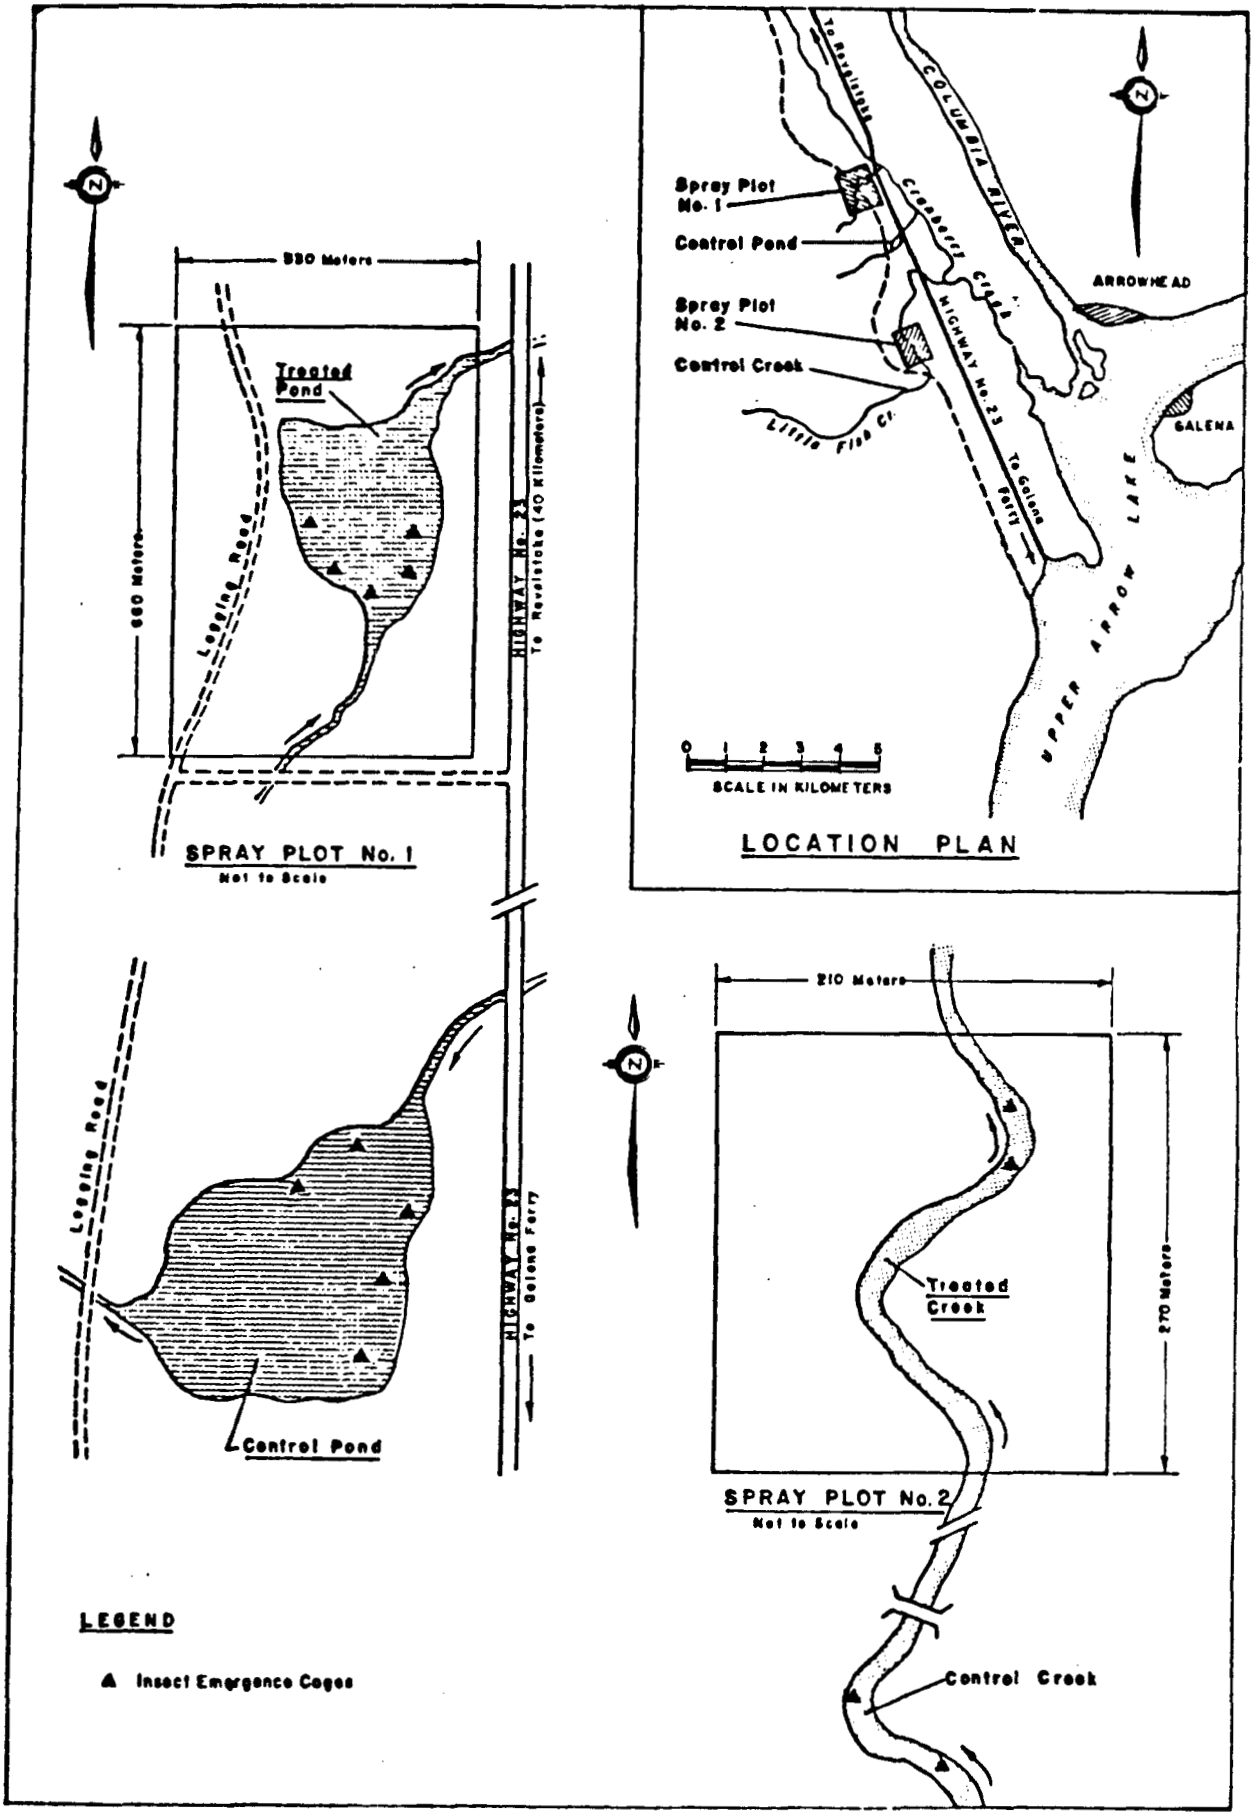 N
530 Meters
Treated
Pond
660 Meters
Logging Road
HIGHWAY No. 23
To Revelstoke (40 Kilometers)
SPRAY PLOT No. 1
Not to Scale
Logging Road
HIGHWAY No. 23
To Galena Ferry
Control Pond
LEGEND
Insect Emergence Cages
To Revelstoke
COLUMBIA RIVER
N
Spray Plot
No. 1
Cranberry Creek
Control Pond
ARROWHEAD
Spray Plot
No. 2
HIGHWAY No. 23
Control Creek
GALENA
Little Fish Cr.
To Galena
Ferry
UPPER ARROW LAKE
0 1 2 3 4 5
SCALE IN KILOMETERS
LOCATION PLAN
210 Meters
N
Treated
Creek
270 Meters
SPRAY PLOT No. 2
Not to Scale
Control Creek